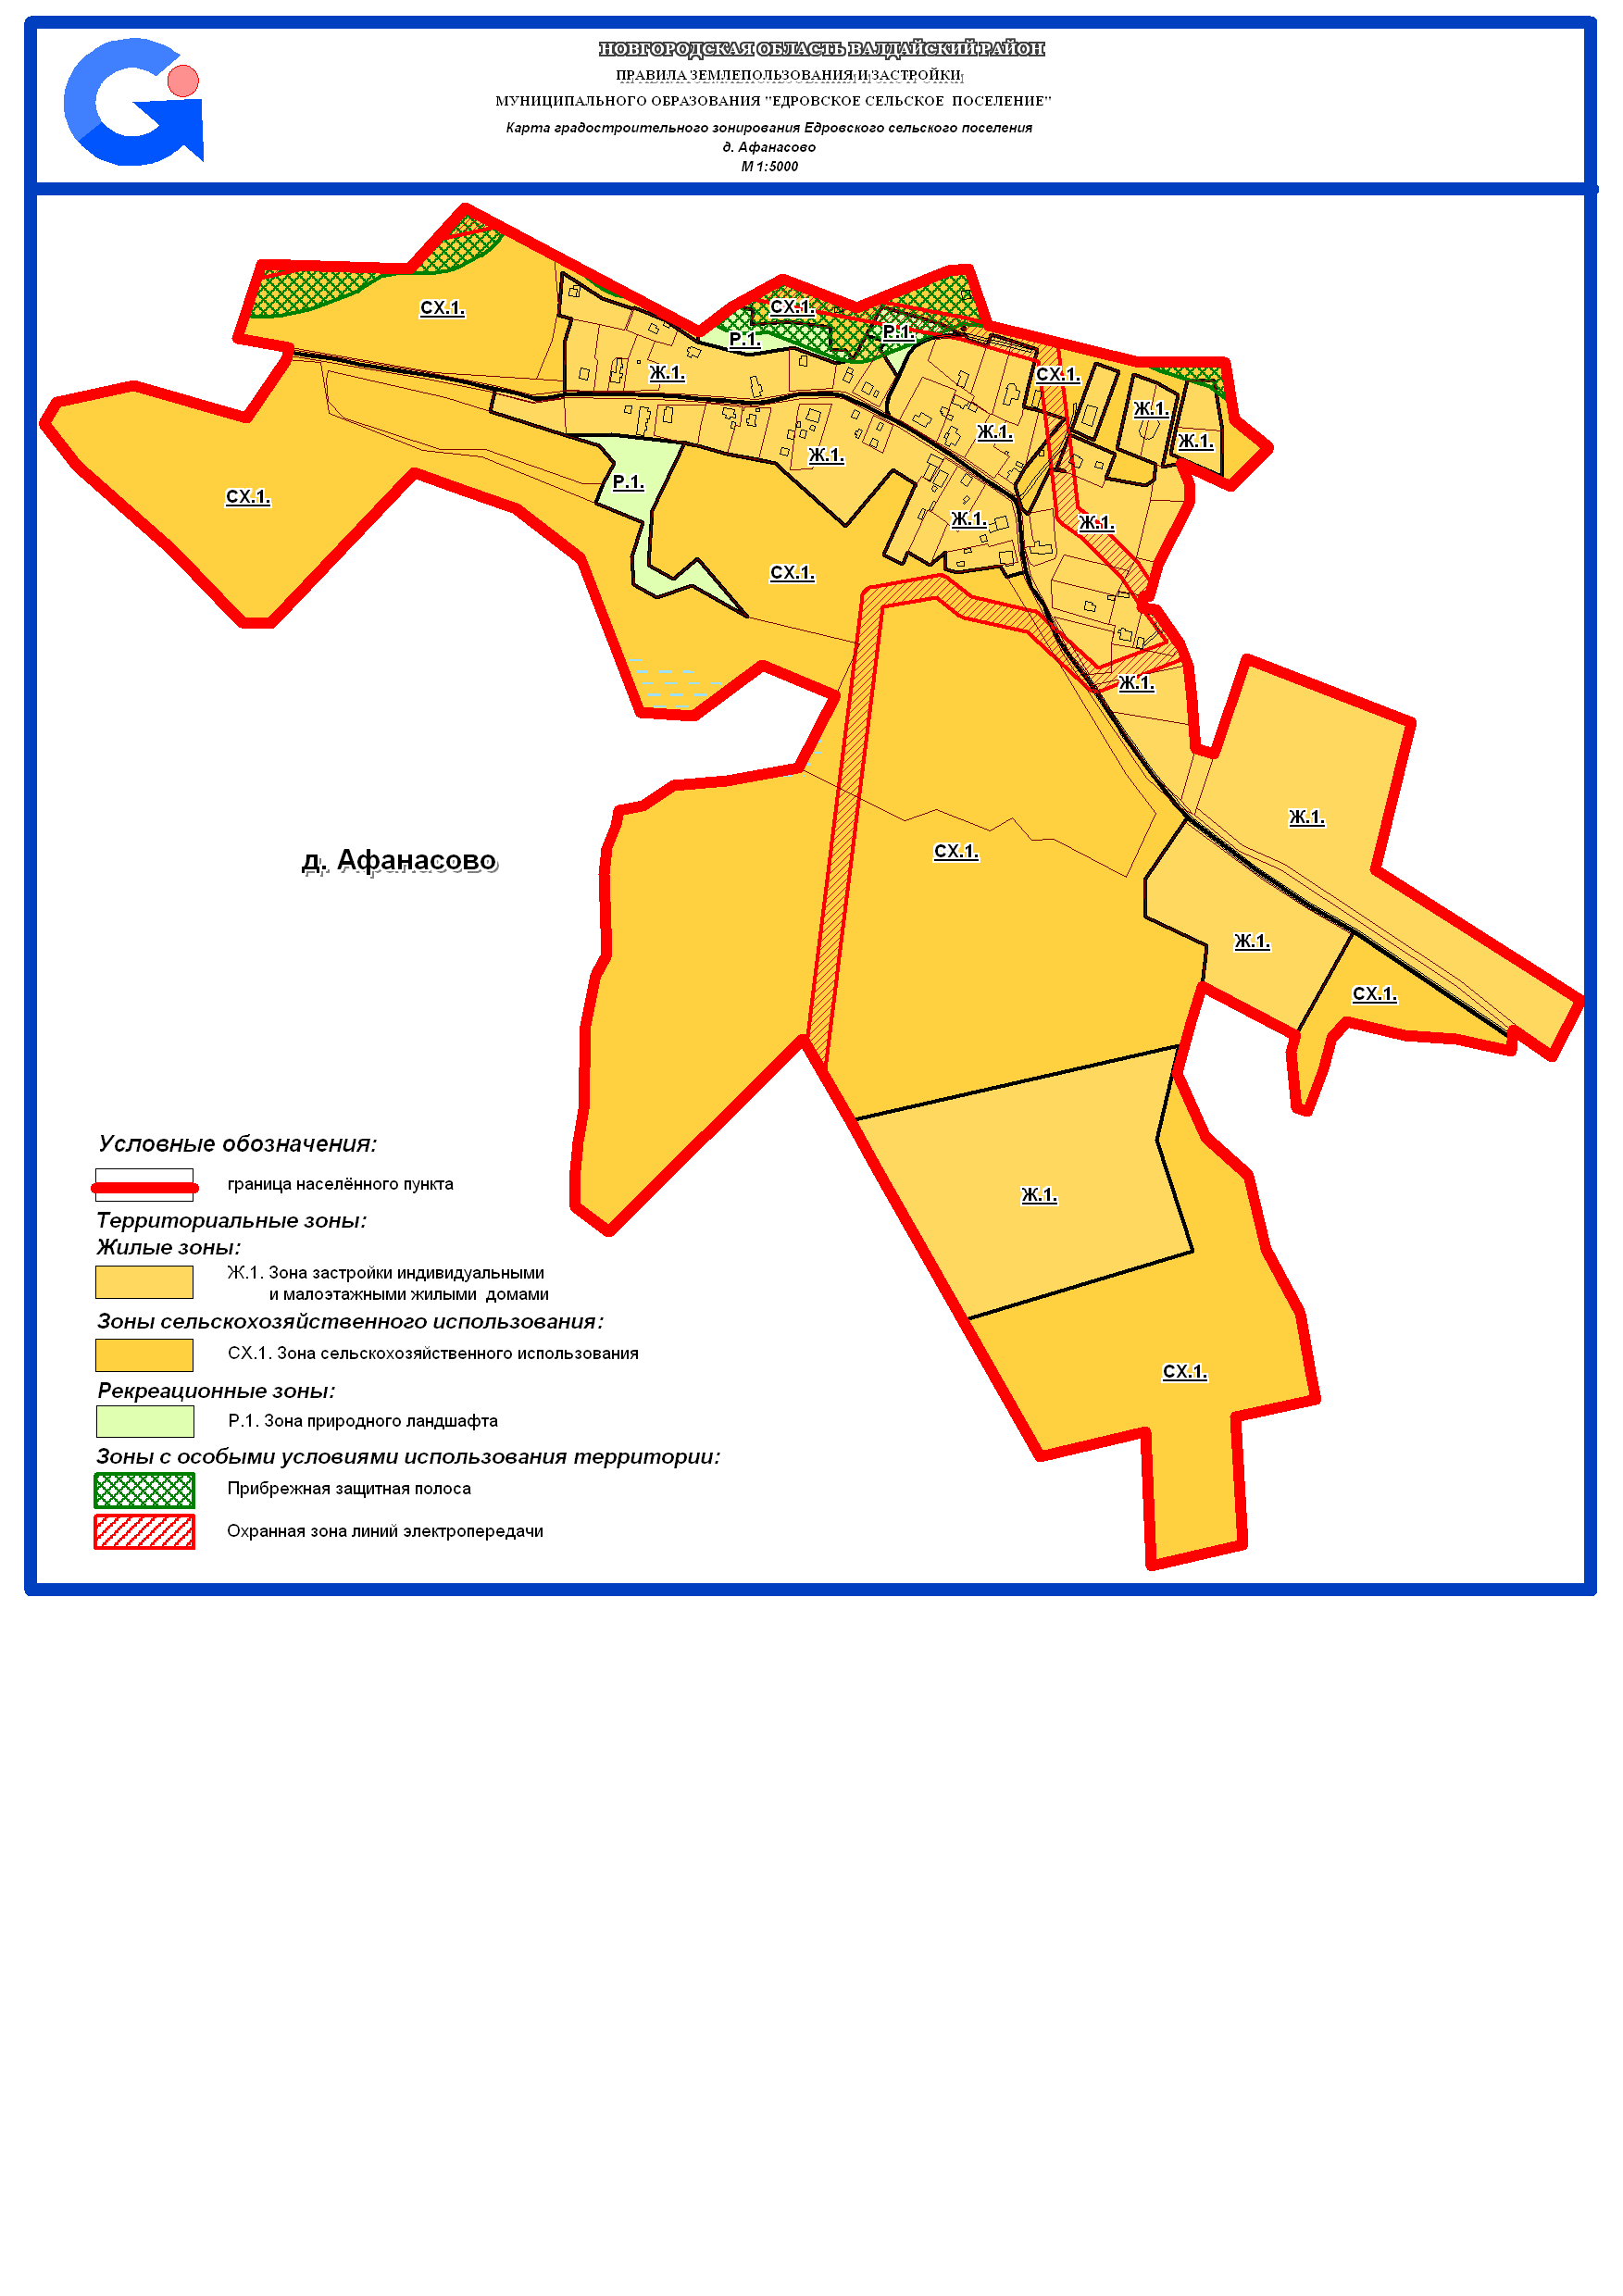 НОВГОРОДСКАЯ ОБЛАСТЬ ВАЛДАЙСКИЙ РАЙОН
ПРАВИЛА ЗЕМЛЕПОЛЬЗОВАНИЯ И ЗАСТРОЙКИ
МУНИЦИПАЛЬНОГО ОБРАЗОВАНИЯ "ЕДРОВСКОЕ СЕЛЬСКОЕ ПОСЕЛЕНИЕ"
Карта градостроительного зонирования Едровского сельского поселения
д. Афанасово
М 1:5000
СХ.1.
СХ.1.
Р.1.
Р.1.
Ж.1.
СХ.1.
Ж.1.
Ж.1.
Ж.1.
Ж.1.
Р.1.
СХ.1.
Ж.1.
Ж.1.
СХ.1.
Ж.1.
Ж.1.
СХ.1.
д. Афанасово
Ж.1.
СХ.1.
Ж.1.
СХ.1.
Условные обозначения:
граница населённого пункта
Территориальные зоны:
Жилые зоны:
Ж.1. Зона застройки индивидуальными
и малоэтажными жилыми домами
Зоны сельскохозяйственного использования:
СХ.1. Зона сельскохозяйственного использования
Рекреационные зоны:
Р.1. Зона природного ландшафта
Зоны с особыми условиями использования территории:
Прибрежная защитная полоса
Охранная зона линий электропередачи